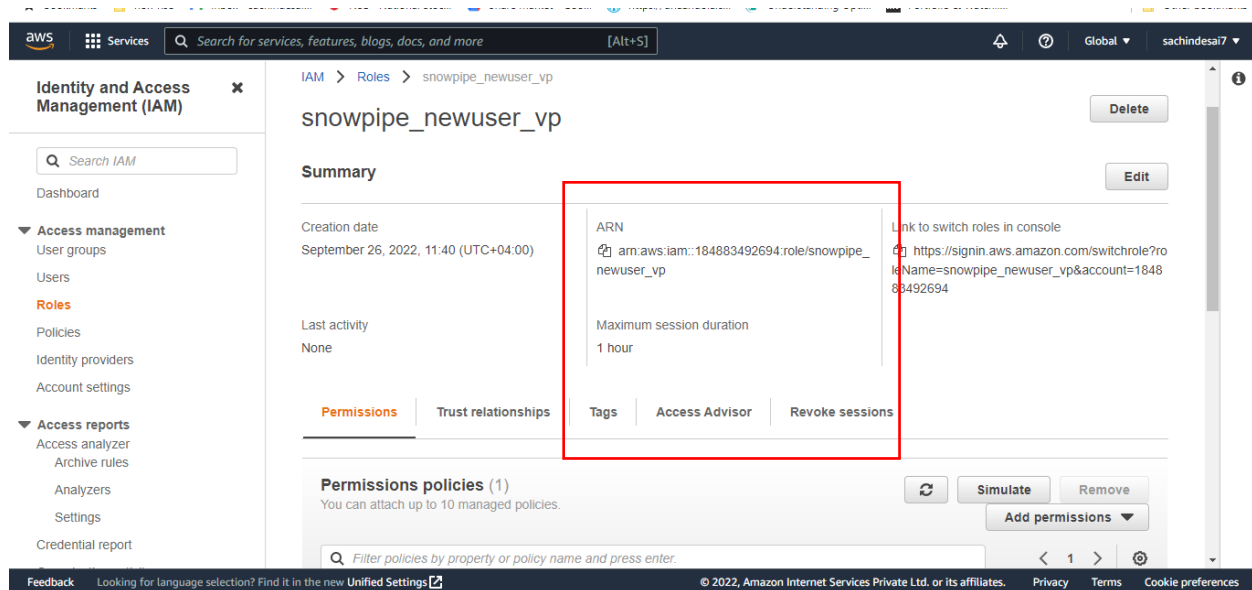 aws
Services
Search for services, features, blogs, docs, and more
[Alt+S]
Global
sachindesai7
Identity and Access
Management (IAM)
Search IAM
Dashboard
Access management
User groups
Users
Roles
Policies
Identity providers
Account settings
Access reports
Access analyzer
Archive rules
Analyzers
Settings
Credential report
IAM > Roles > snowpipe_newuser_vp
snowpipe_newuser_vp
Delete
Summary
Edit
Creation date
September 26, 2022, 11:40 (UTC+04:00)
ARN
arn:aws:iam::184883492694:role/snowpipe_
newuser_vp
Link to switch roles in console
https://signin.aws.amazon.com/switchrole?ro
leName=snowpipe_newuser_vp&account=1848
83492694
Last activity
None
Maximum session duration
1 hour
Permissions
Trust relationships
Tags
Access Advisor
Revoke sessions
Permissions policies (1)
You can attach up to 10 managed policies.
Simulate
Remove
Add permissions
Filter policies by property or policy name and press enter.
1
Feedback
Looking for language selection? Find it in the new Unified Settings
© 2022, Amazon Internet Services Private Ltd. or its affiliates.
Privacy
Terms
Cookie preferences